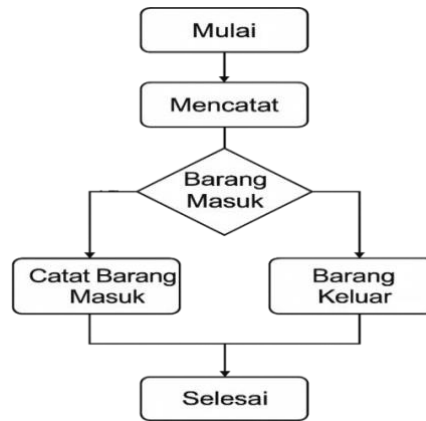 Mulai
Mencatat
Barang
Masuk
Catat Barang
Masuk
Barang
Keluar
Selesai